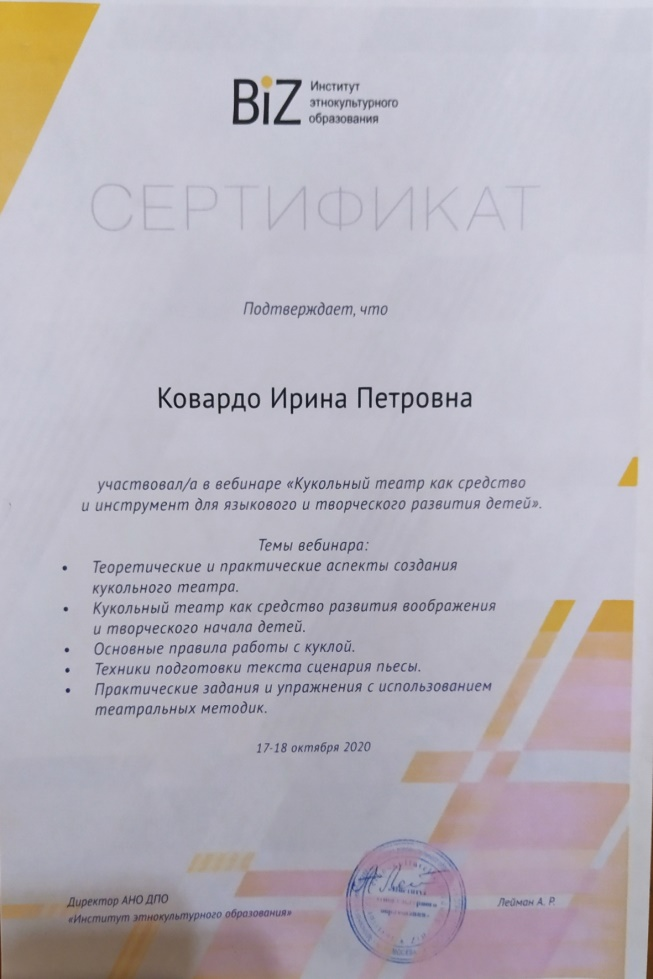 BiZ Институт
этнокультурного
образования
СЕРТИФИКАТ
Подтверждает, что
Ковардо Ирина Петровна
участвовал/а в вебинаре «Кукольный театр как средство
и инструмент для языкового и творческого развития детей».
Темы вебинара:
• Теоретические и практические аспекты создания
кукольного театра.
• Кукольный театр как средство развития воображения
и творческого начала детей.
• Основные правила работы с куклой.
• Техники подготовки текста сценария пьесы.
• Практические задания и упражнения с использованием
театральных методик.
17-18 октября 2020
Директор АНО ДПО
«Институт этнокультурного образования»
Лейман А. Р.